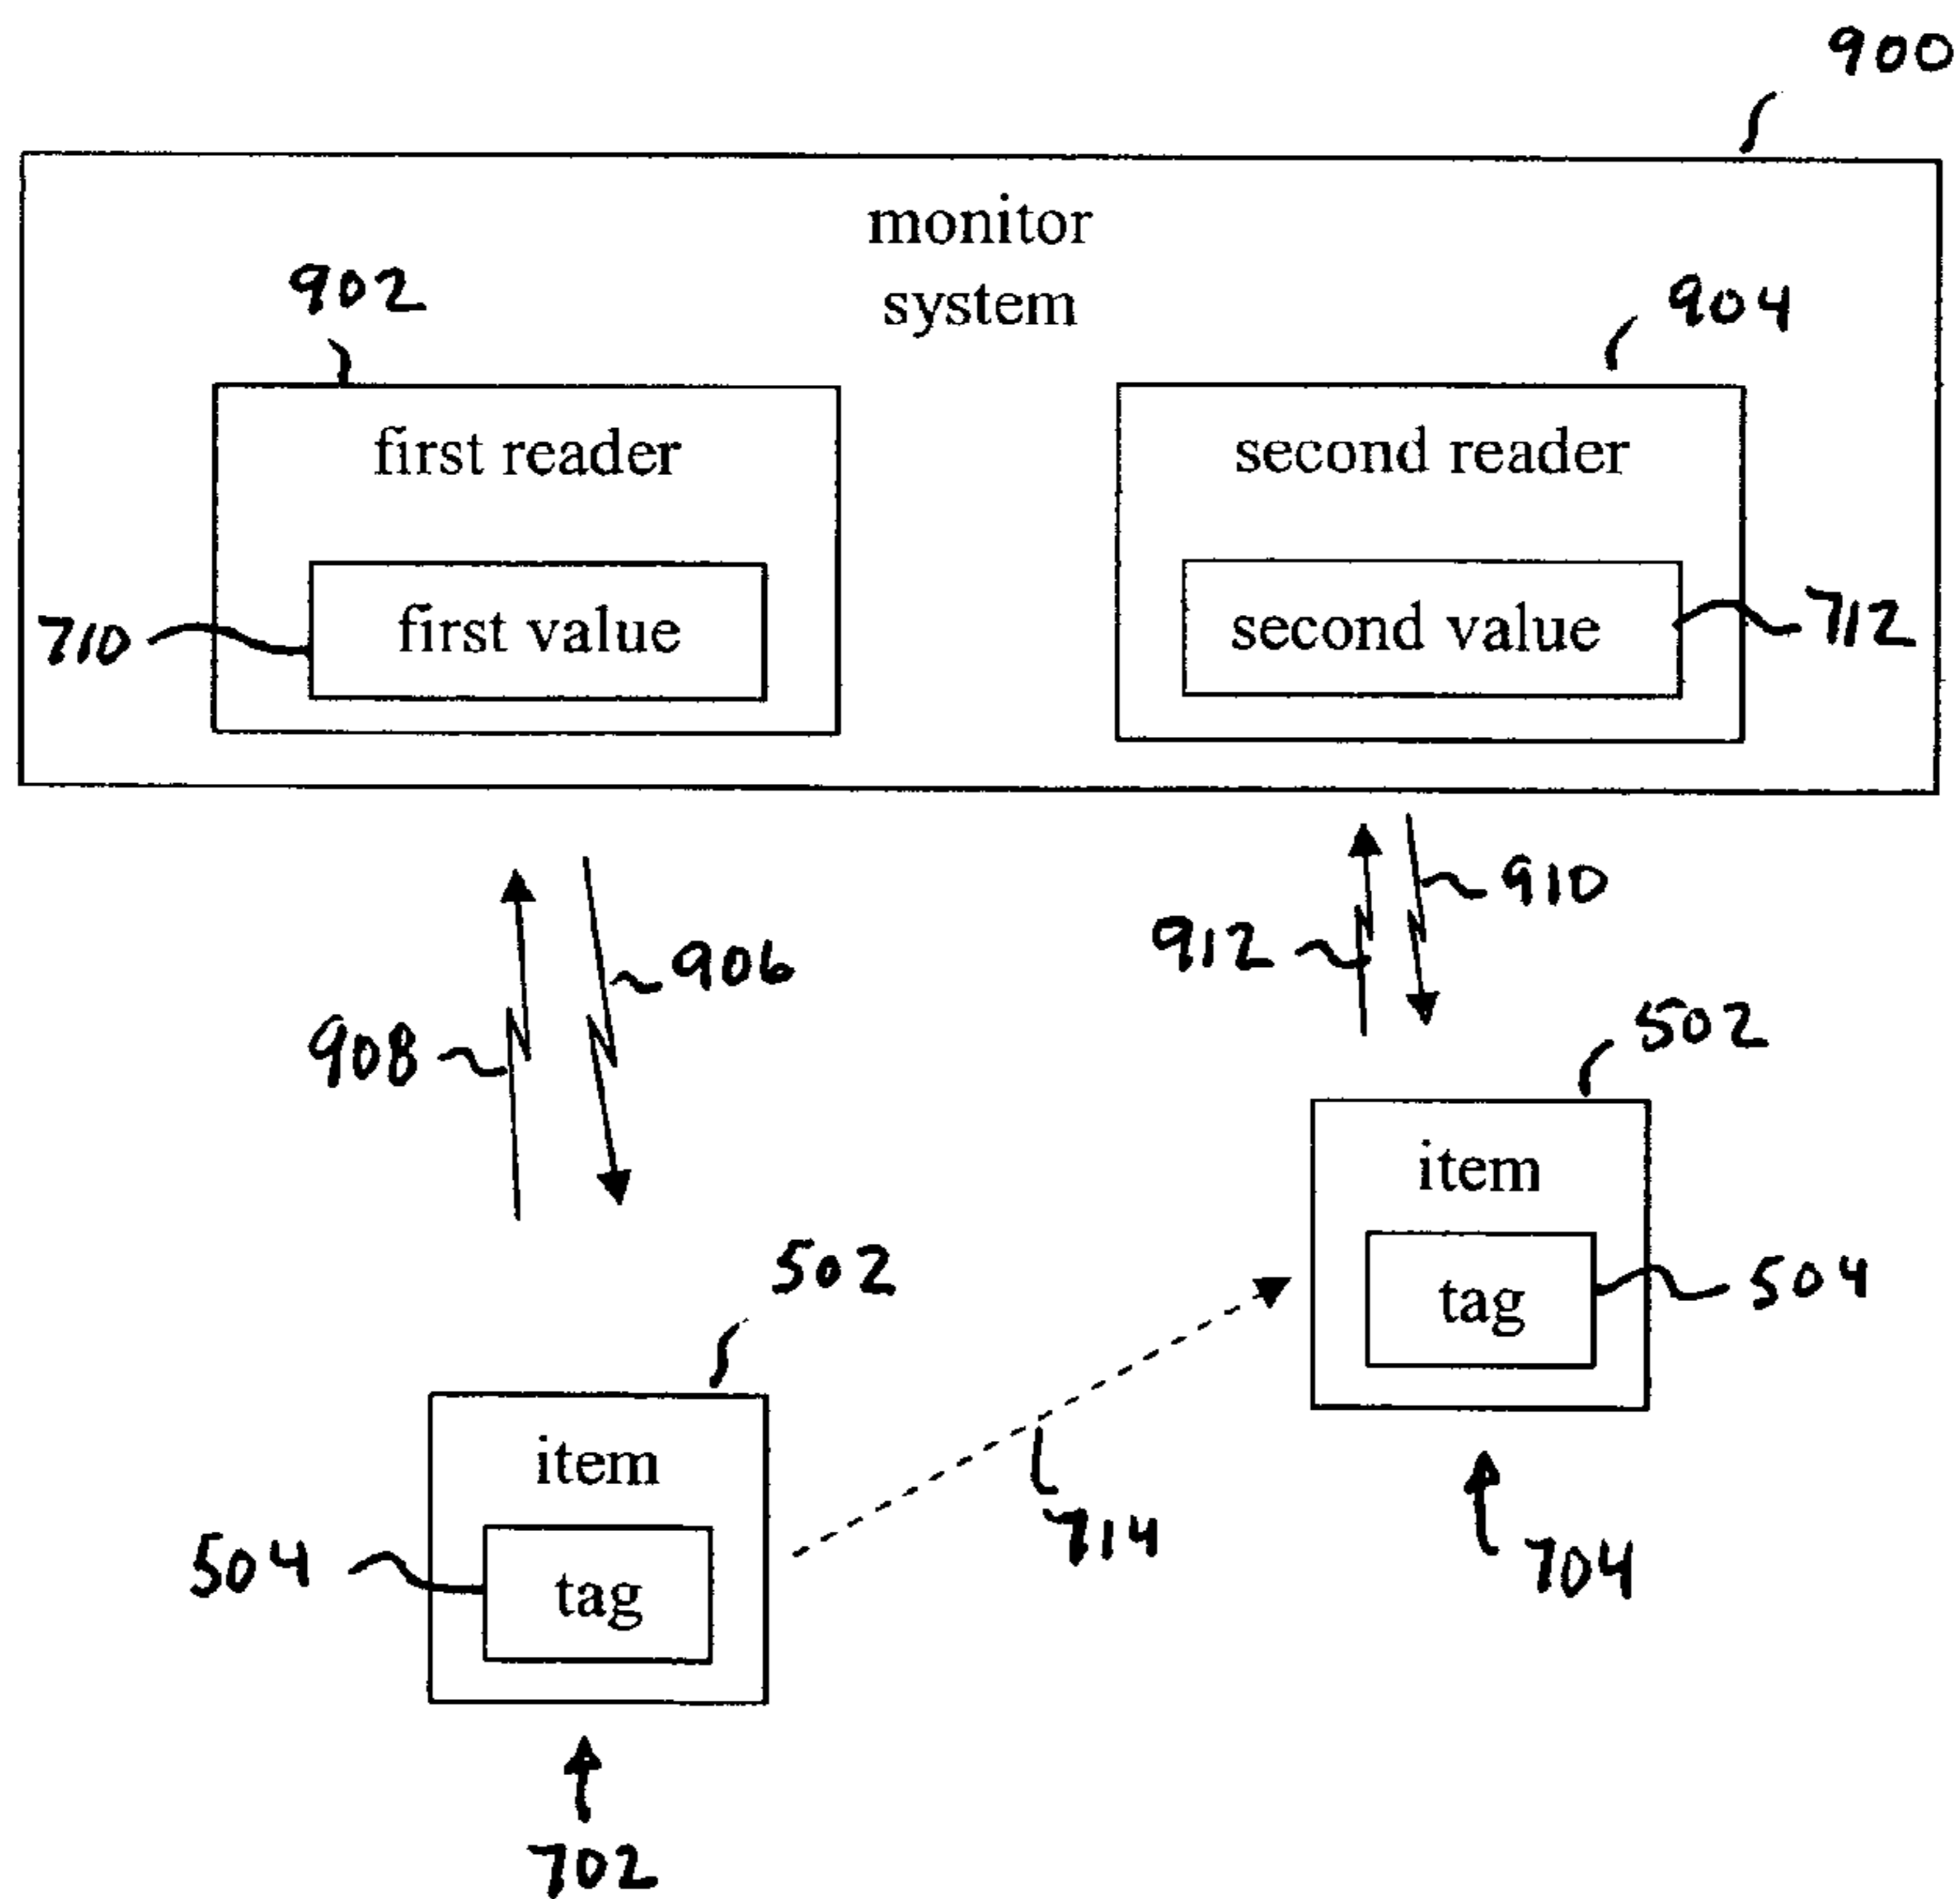 900
monitor
system
902
904
first reader
second reader
710
first value
second value
712
906
908
912
910
502
item
tag
504
502
item
504
tag
714
704
702